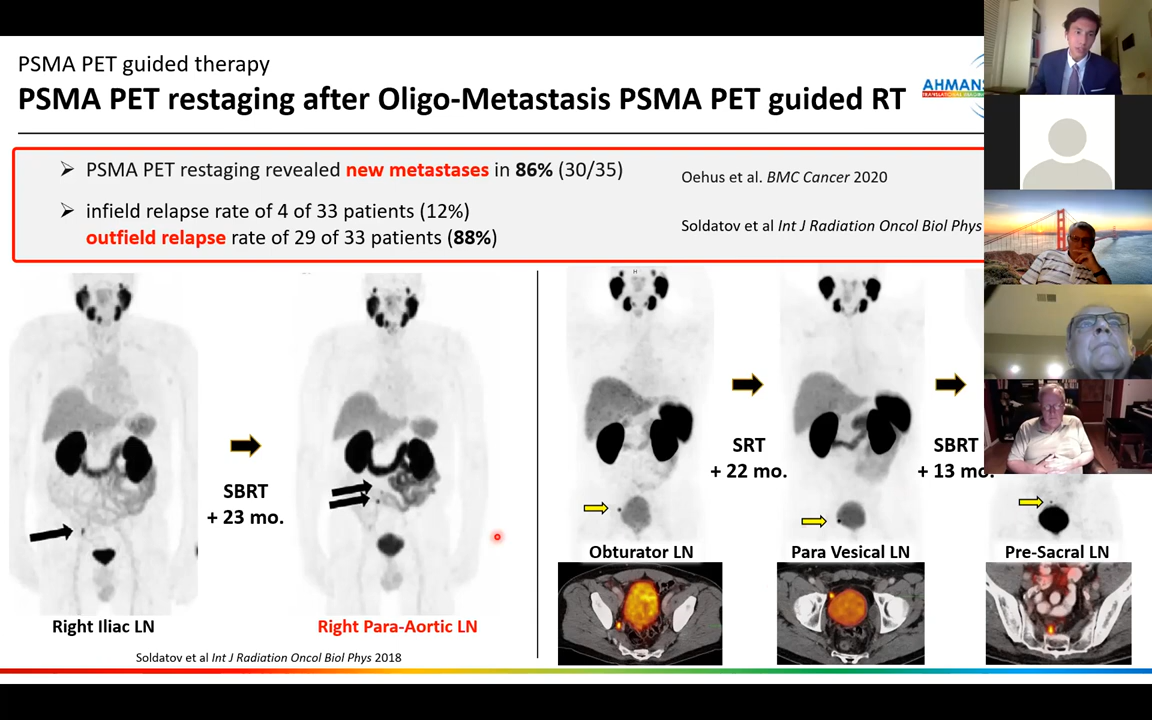 PSMA PET guided therapy
PSMA PET restaging after Oligo-Metastasis PSMA PET guided RT
AHMANS
➢ PSMA PET restaging revealed new metastases in 86% (30/35)
Oehus et al. BMC Cancer 2020
➢ infield relapse rate of 4 of 33 patients (12%)
outfield relapse rate of 29 of 33 patients (88%)
Soldatov et al Int J Radiation Oncol Biol Phys
H
SBRT
+ 23 mo.
SRT
+ 22 mo.
SBRT
+ 13 mo.
Right Iliac LN
Right Para-Aortic LN
Obturator LN
Para Vesical LN
Pre-Sacral LN
Soldatov et al Int J Radiation Oncol Biol Phys 2018